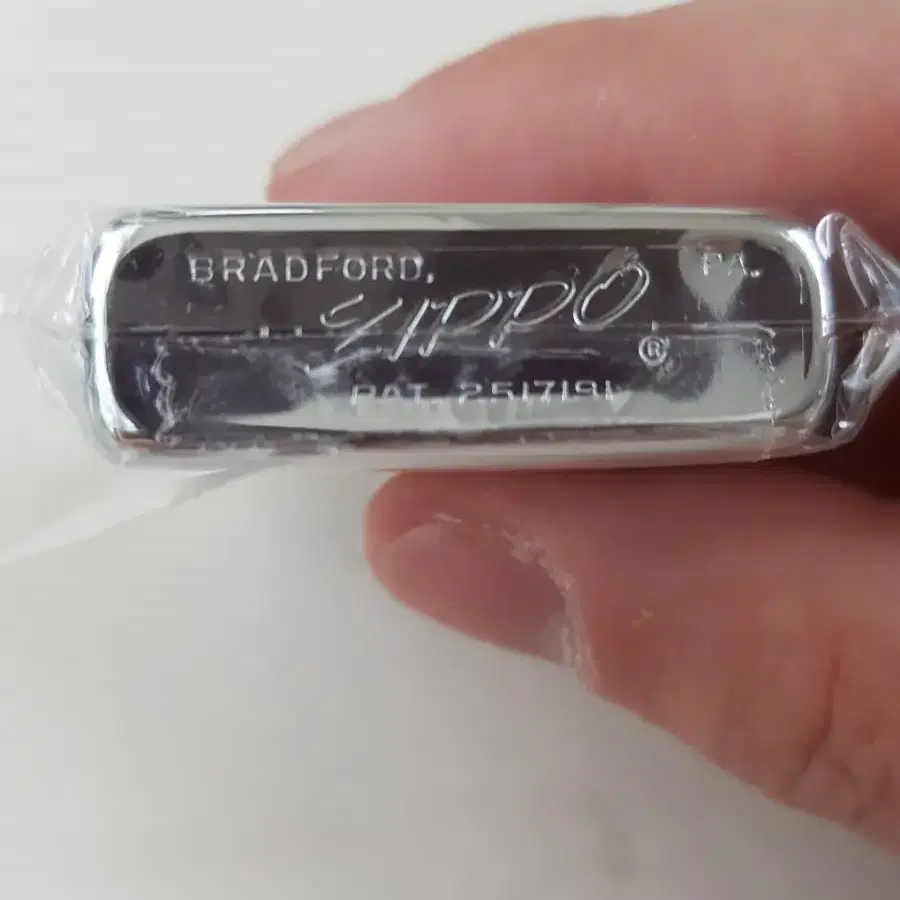 BRADFORD, PA.
Zippo ®
PAT. 2517191